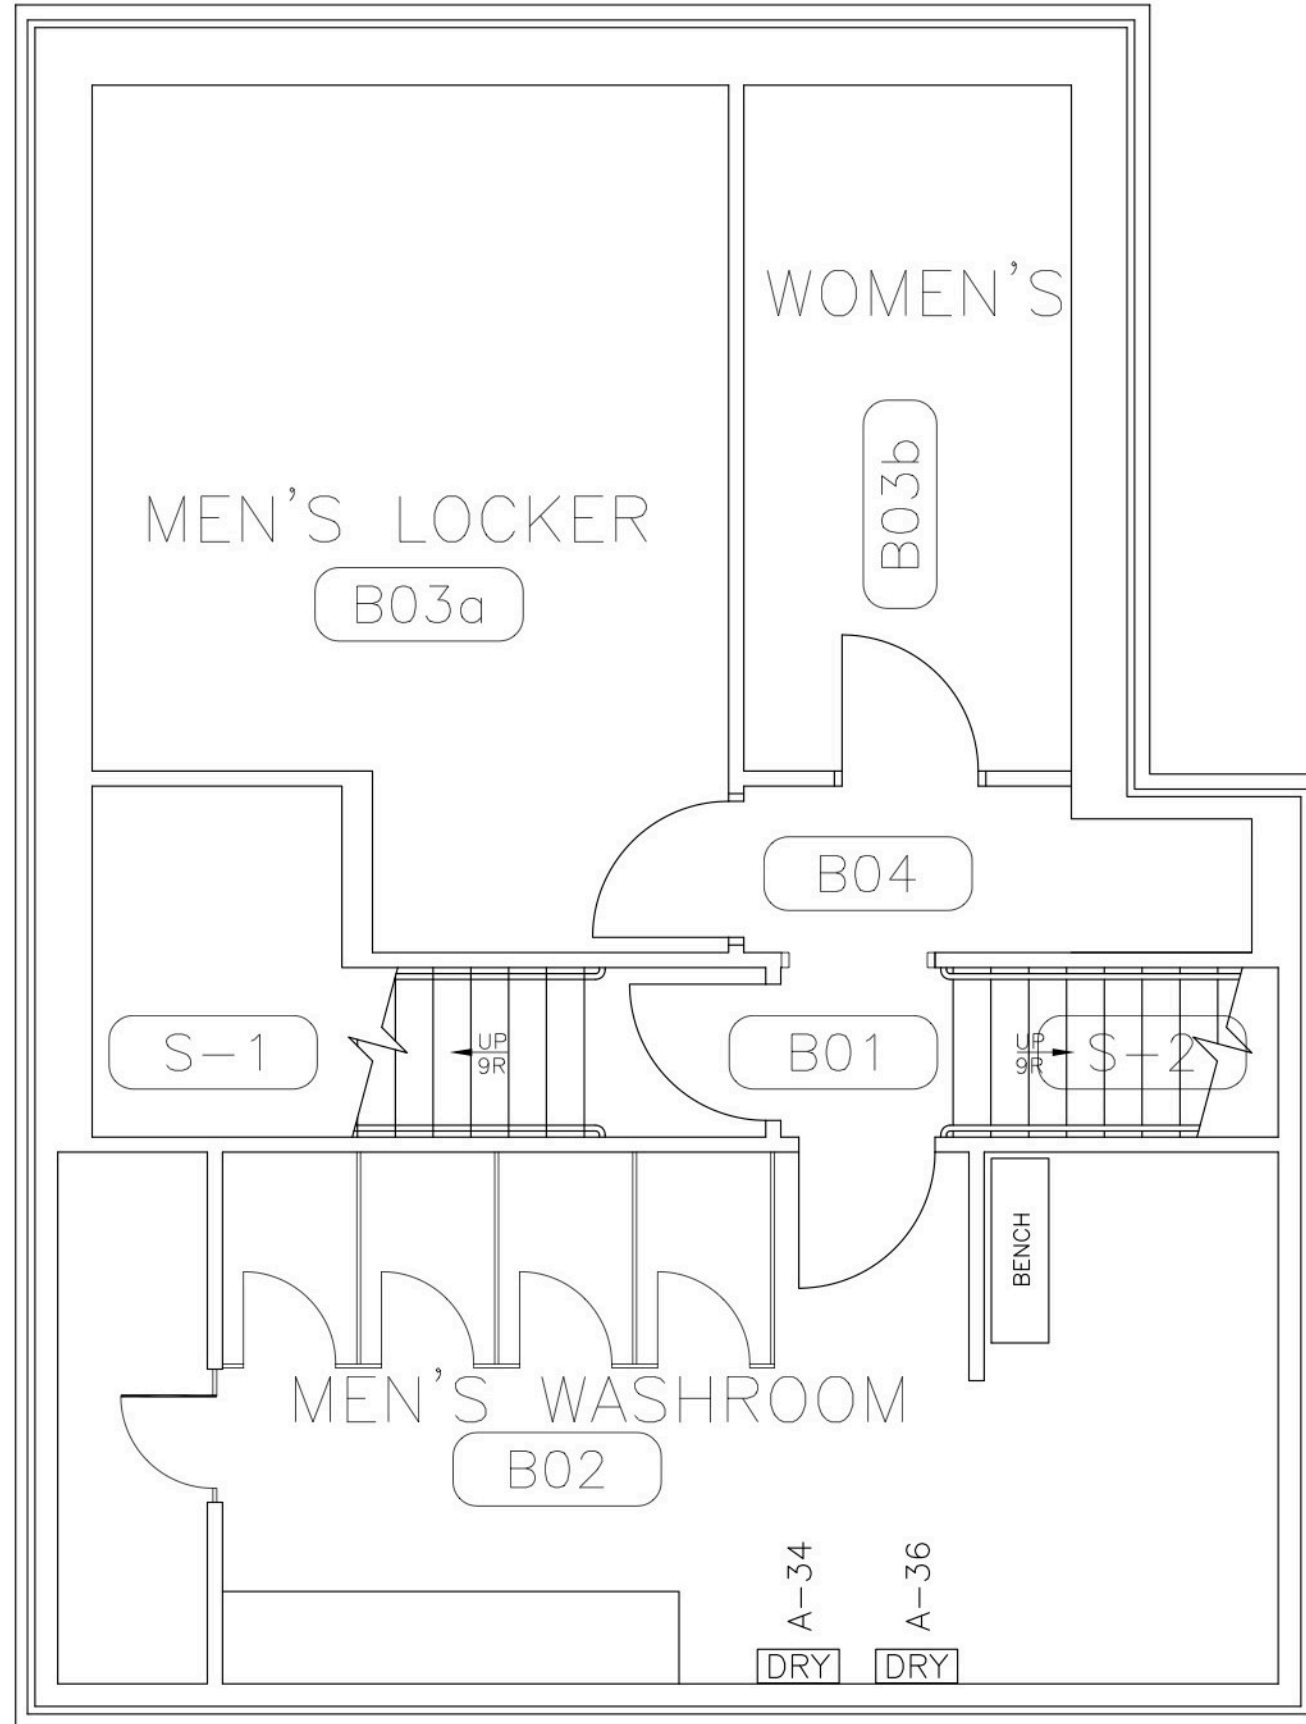 WOMEN'S
B03b
MEN'S LOCKER
B03a
B04
S-1
UP
9R
B01
UP
9R
S-2
BENCH
MEN'S WASHROOM
B02
A-34
A-36
DRY
DRY